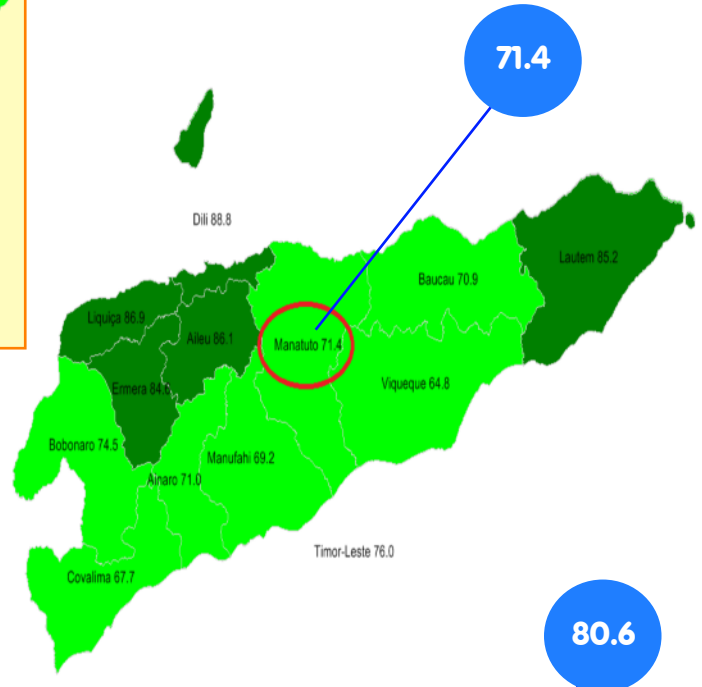 71.4
Dili 88.8
Lautem 85.2
Baucau 70.9
Liquiça 86.9
Aileu 86.1
Manatuto 71.4
Viqueque 64.8
Ermera 84.6
Bobonaro 74.5
Manufahi 69.2
Ainaro 71.0
Timor-Leste 76.0
Covalima 67.7
80.6